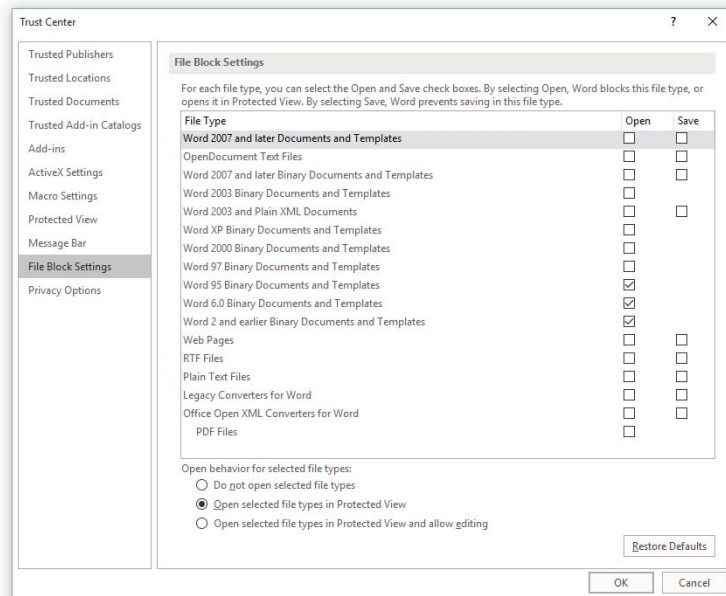 Trust Center
?
Trusted Publishers
Trusted Locations
Trusted Documents
Trusted Add-in Catalogs
Add-ins
ActiveX Settings
Macro Settings
Protected View
Message Bar
File Block Settings
Privacy Options
File Block Settings
For each file type, you can select the Open and Save check boxes. By selecting Open, Word blocks this file type, or
opens it in Protected View. By selecting Save, Word prevents saving in this file type.
File Type Open Save
Word 2007 and later Documents and Templates
OpenDocument Text Files
Word 2007 and later Binary Documents and Templates
Word 2003 Binary Documents and Templates
Word 2003 and Plain XML Documents
Word XP Binary Documents and Templates
Word 2000 Binary Documents and Templates
Word 97 Binary Documents and Templates
Word 95 Binary Documents and Templates
Word 6.0 Binary Documents and Templates
Word 2 and earlier Binary Documents and Templates
Web Pages
RTF Files
Plain Text Files
Legacy Converters for Word
Office Open XML Converters for Word
PDF Files
Open behavior for selected file types:
Do not open selected file types
Open selected file types in Protected View
Open selected file types in Protected View and allow editing
Restore Defaults
OK Cancel